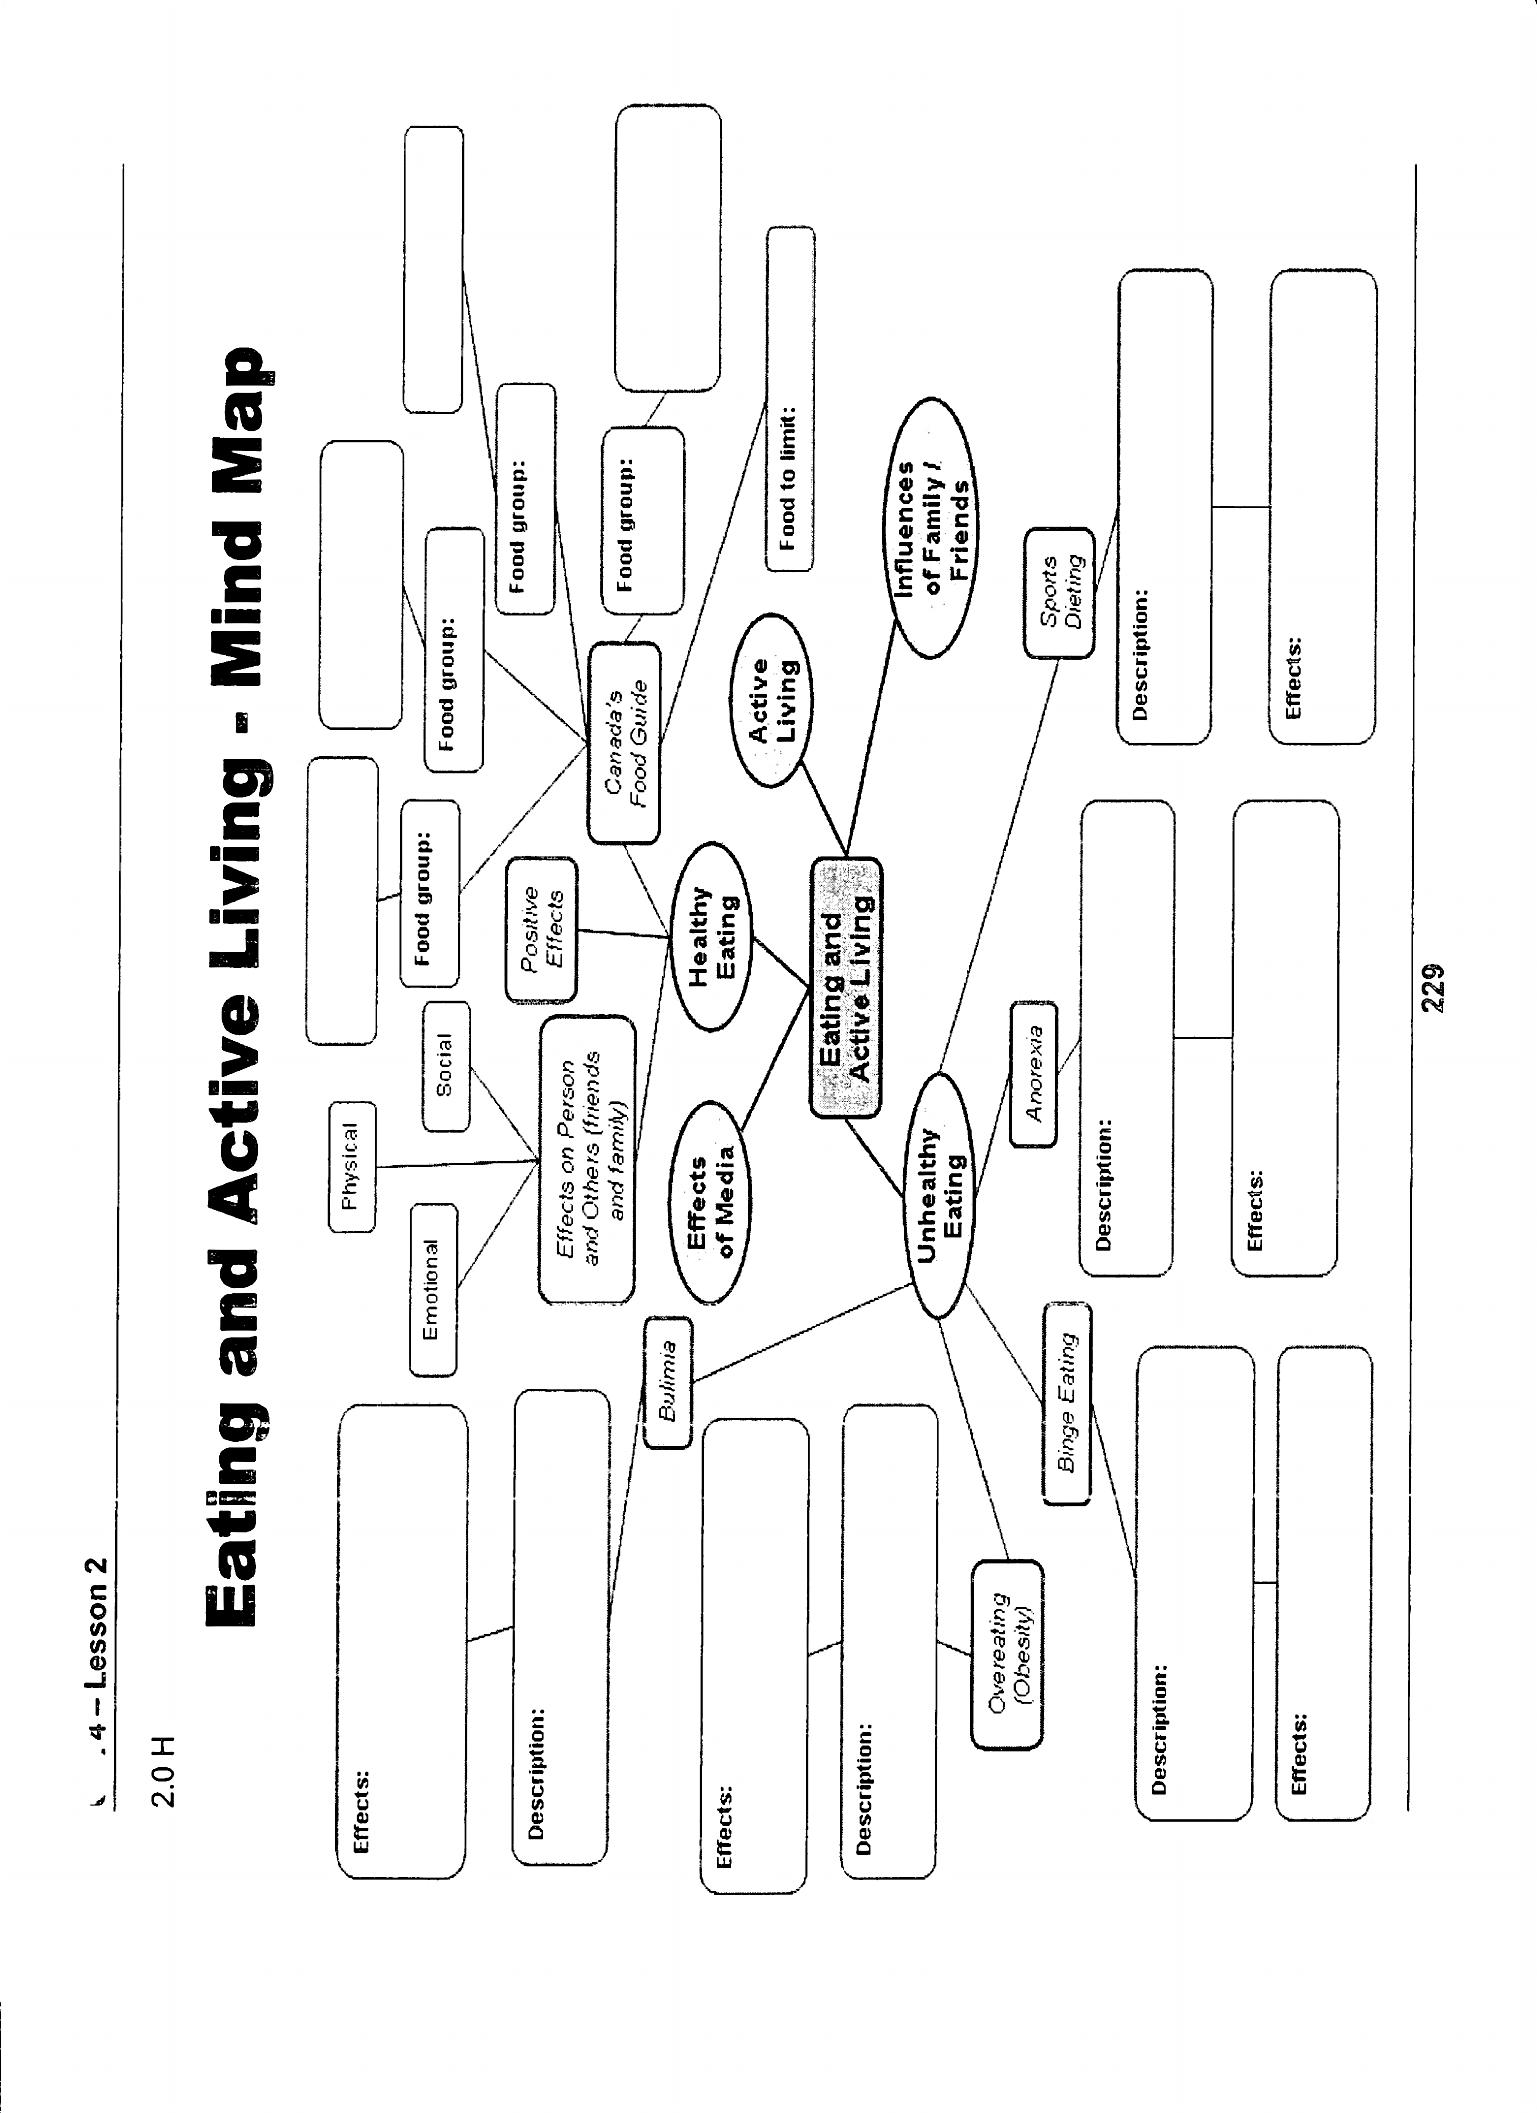 . 4 – Lesson 2
2.0 H
Eating and Active Living - Mind Map
Effects:
Description:
Bulimia
Emotional
Physical
Social
Effects on Person
and Others (friends
and family)
Positive
Effects
Food group:
Food group:
Food group:
Food group:
Canada's
Food Guide
Food to limit:
Healthy
Eating
Effects
of Media
Active
Living
Influences
of Family /
Friends
Eating and
Active Living
Unhealthy
Eating
Effects:
Description:
Overeating
(Obesity)
Binge Eating
Description:
Effects:
Anorexia
Description:
Effects:
Sports
Dieting
Description:
Effects:
229